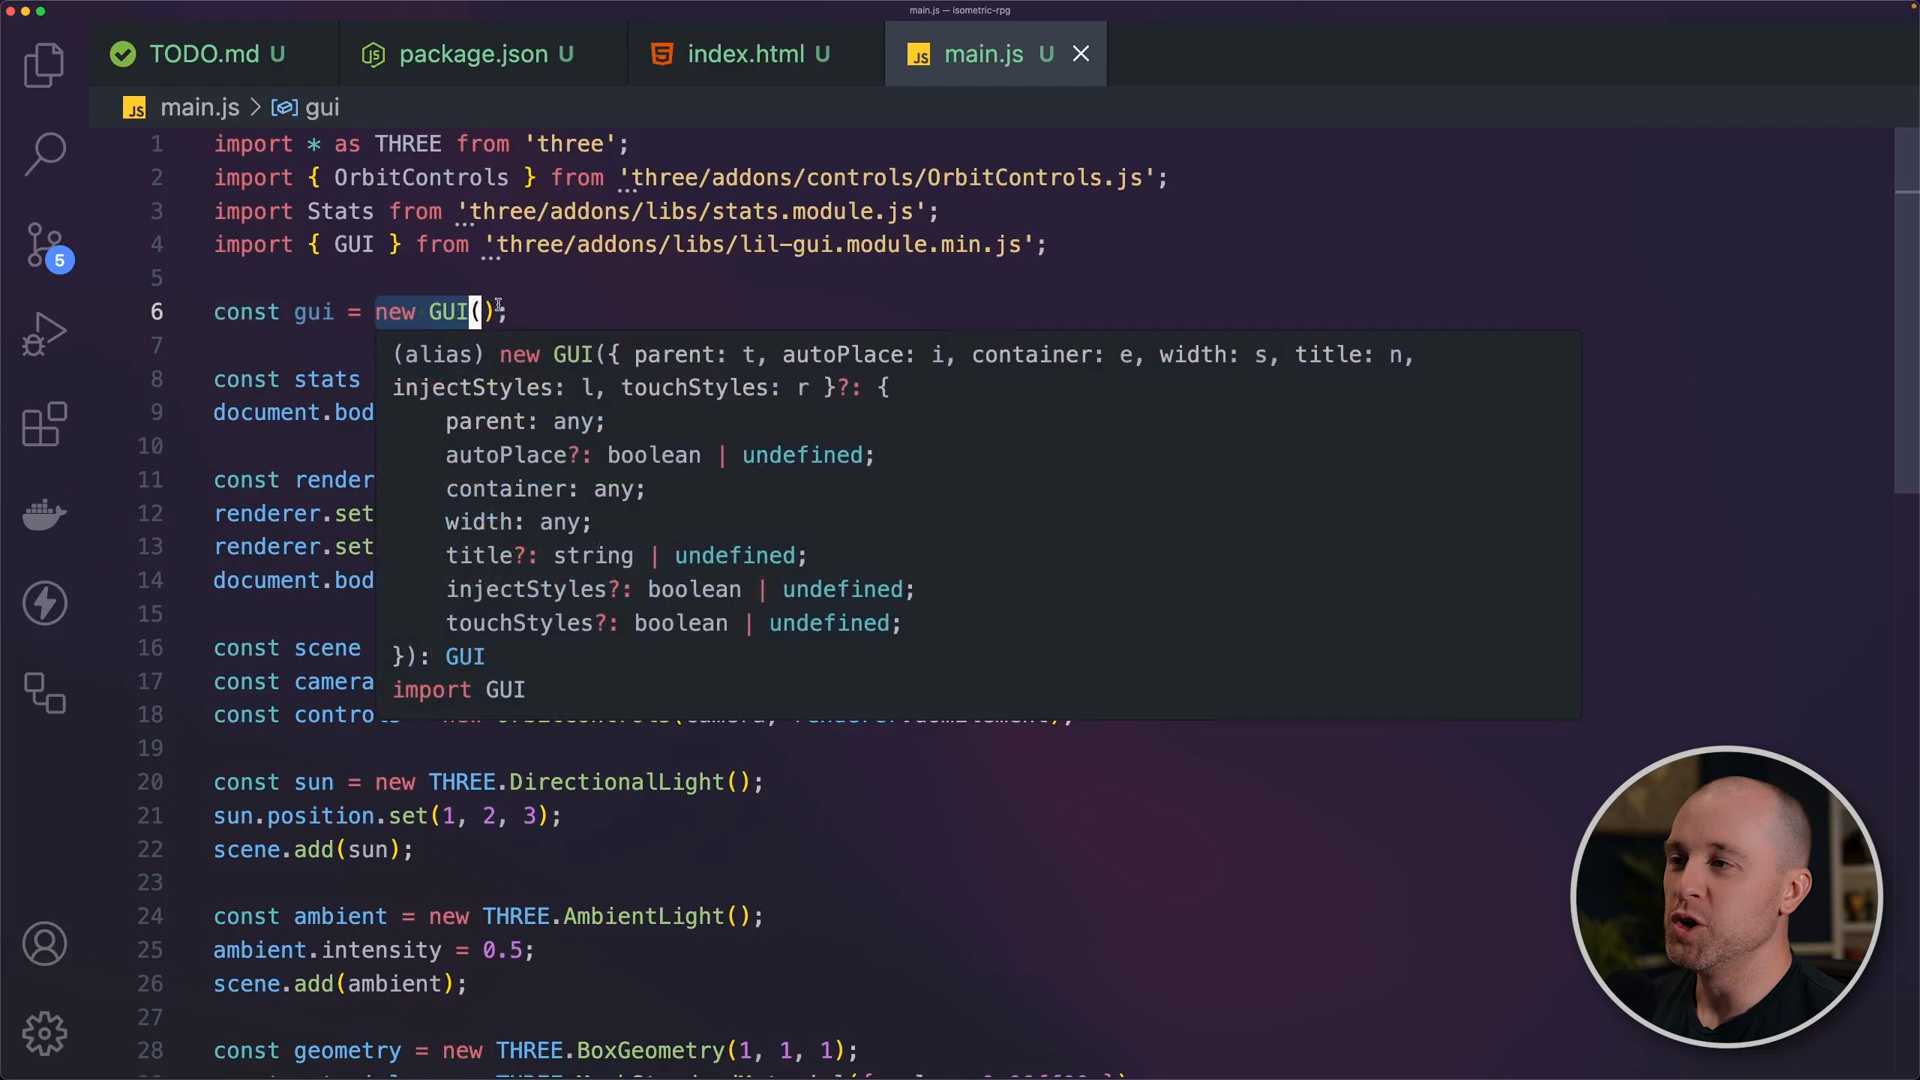 main.js — isometric-rpg
TODO.md U
package.json U
index.html U
JS main.js U
JS main.js > gui
1 import * as THREE from 'three';
2 import { OrbitControls } from 'three/addons/controls/OrbitControls.js';
3 import Stats from 'three/addons/libs/stats.module.js';
4 import { GUI } from 'three/addons/libs/lil-gui.module.min.js';
5
6 const gui = new GUI();
7
(alias) new GUI({ parent: t, autoPlace: i, container: e, width: s, title: n,
injectStyles: l, touchStyles: r }?: {
parent: any;
autoPlace?: boolean | undefined;
container: any;
width: any;
title?: string | undefined;
injectStyles?: boolean | undefined;
touchStyles?: boolean | undefined;
}): GUI
import GUI
8 const stats
9 document.bod
10
11 const render
12 renderer.set
13 renderer.set
14 document.bod
15
16 const scene
17 const camera
18 const contro
19
20 const sun = new THREE.DirectionalLight();
21 sun.position.set(1, 2, 3);
22 scene.add(sun);
23
24 const ambient = new THREE.AmbientLight();
25 ambient.intensity = 0.5;
26 scene.add(ambient);
27
28 const geometry = new THREE.BoxGeometry(1, 1, 1);
5